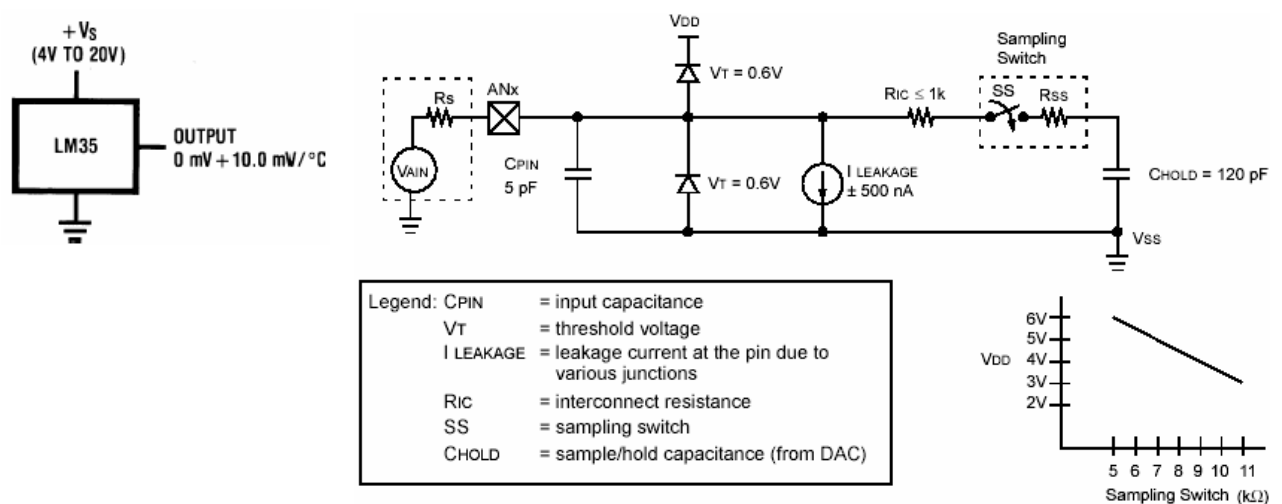 +VS
(4V TO 20V)
LM35
OUTPUT
0 mV + 10.0 mV/°C
VDD
Sampling
Switch
VT = 0.6V
RS
ANx
RIC ≤ 1k
SS
RSS
VAIN
CPIN
5 pF
VT = 0.6V
I LEAKAGE
± 500 nA
CHOLD = 120 pF
VSS
Legend: CPIN = input capacitance
VT = threshold voltage
I LEAKAGE = leakage current at the pin due to
various junctions
RIC = interconnect resistance
SS = sampling switch
CHOLD = sample/hold capacitance (from DAC)
6V
5V
VDD 4V
3V
2V
5 6 7 8 9 10 11
Sampling Switch (kΩ)